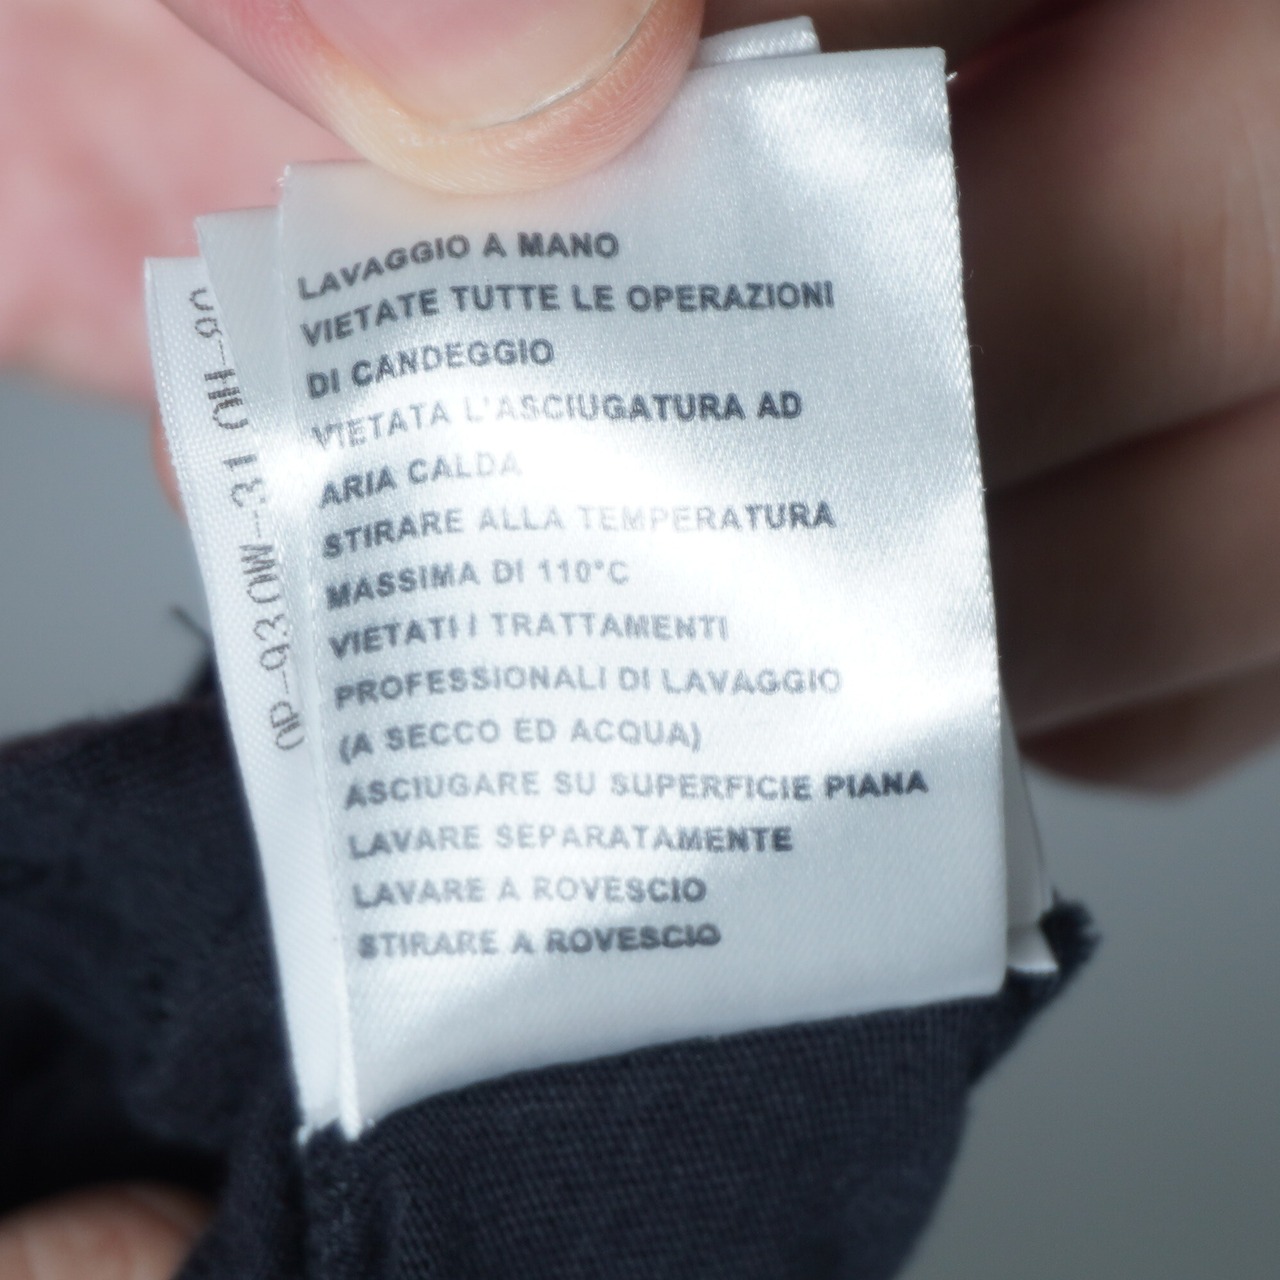 LAVAGGIO A MANO
VIETATE TUTTE LE OPERAZIONI
DI CANDEGGIO
VIETATA L'ASCIUGATURA AD
ARIA CALDA
STIRARE ALLA TEMPERATURA
MASSIMA DI 110°C
VIETATI I TRATTAMENTI
PROFESSIONALI DI LAVAGGIO
(A SECCO ED ACQUA)
ASCIUGARE SU SUPERFICIE PIANA
LAVARE SEPARATAMENTE
LAVARE A ROVESCIO
STIRARE A ROVESCIO